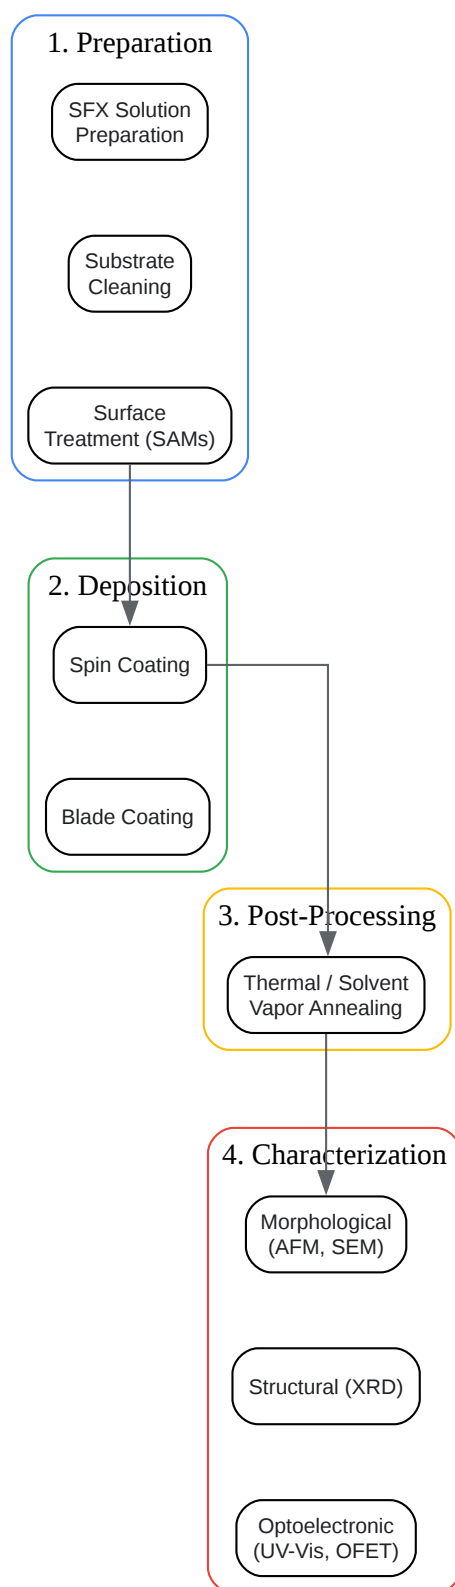 1. Preparation
SFX Solution
Preparation
Substrate
Cleaning
Surface
Treatment (SAMs)
2. Deposition
Spin Coating
Blade Coating
3. Post-Processing
Thermal / Solvent
Vapor Annealing
4. Characterization
Morphological
(AFM, SEM)
Structural (XRD)
Optoelectronic
(UV-Vis, OFET)